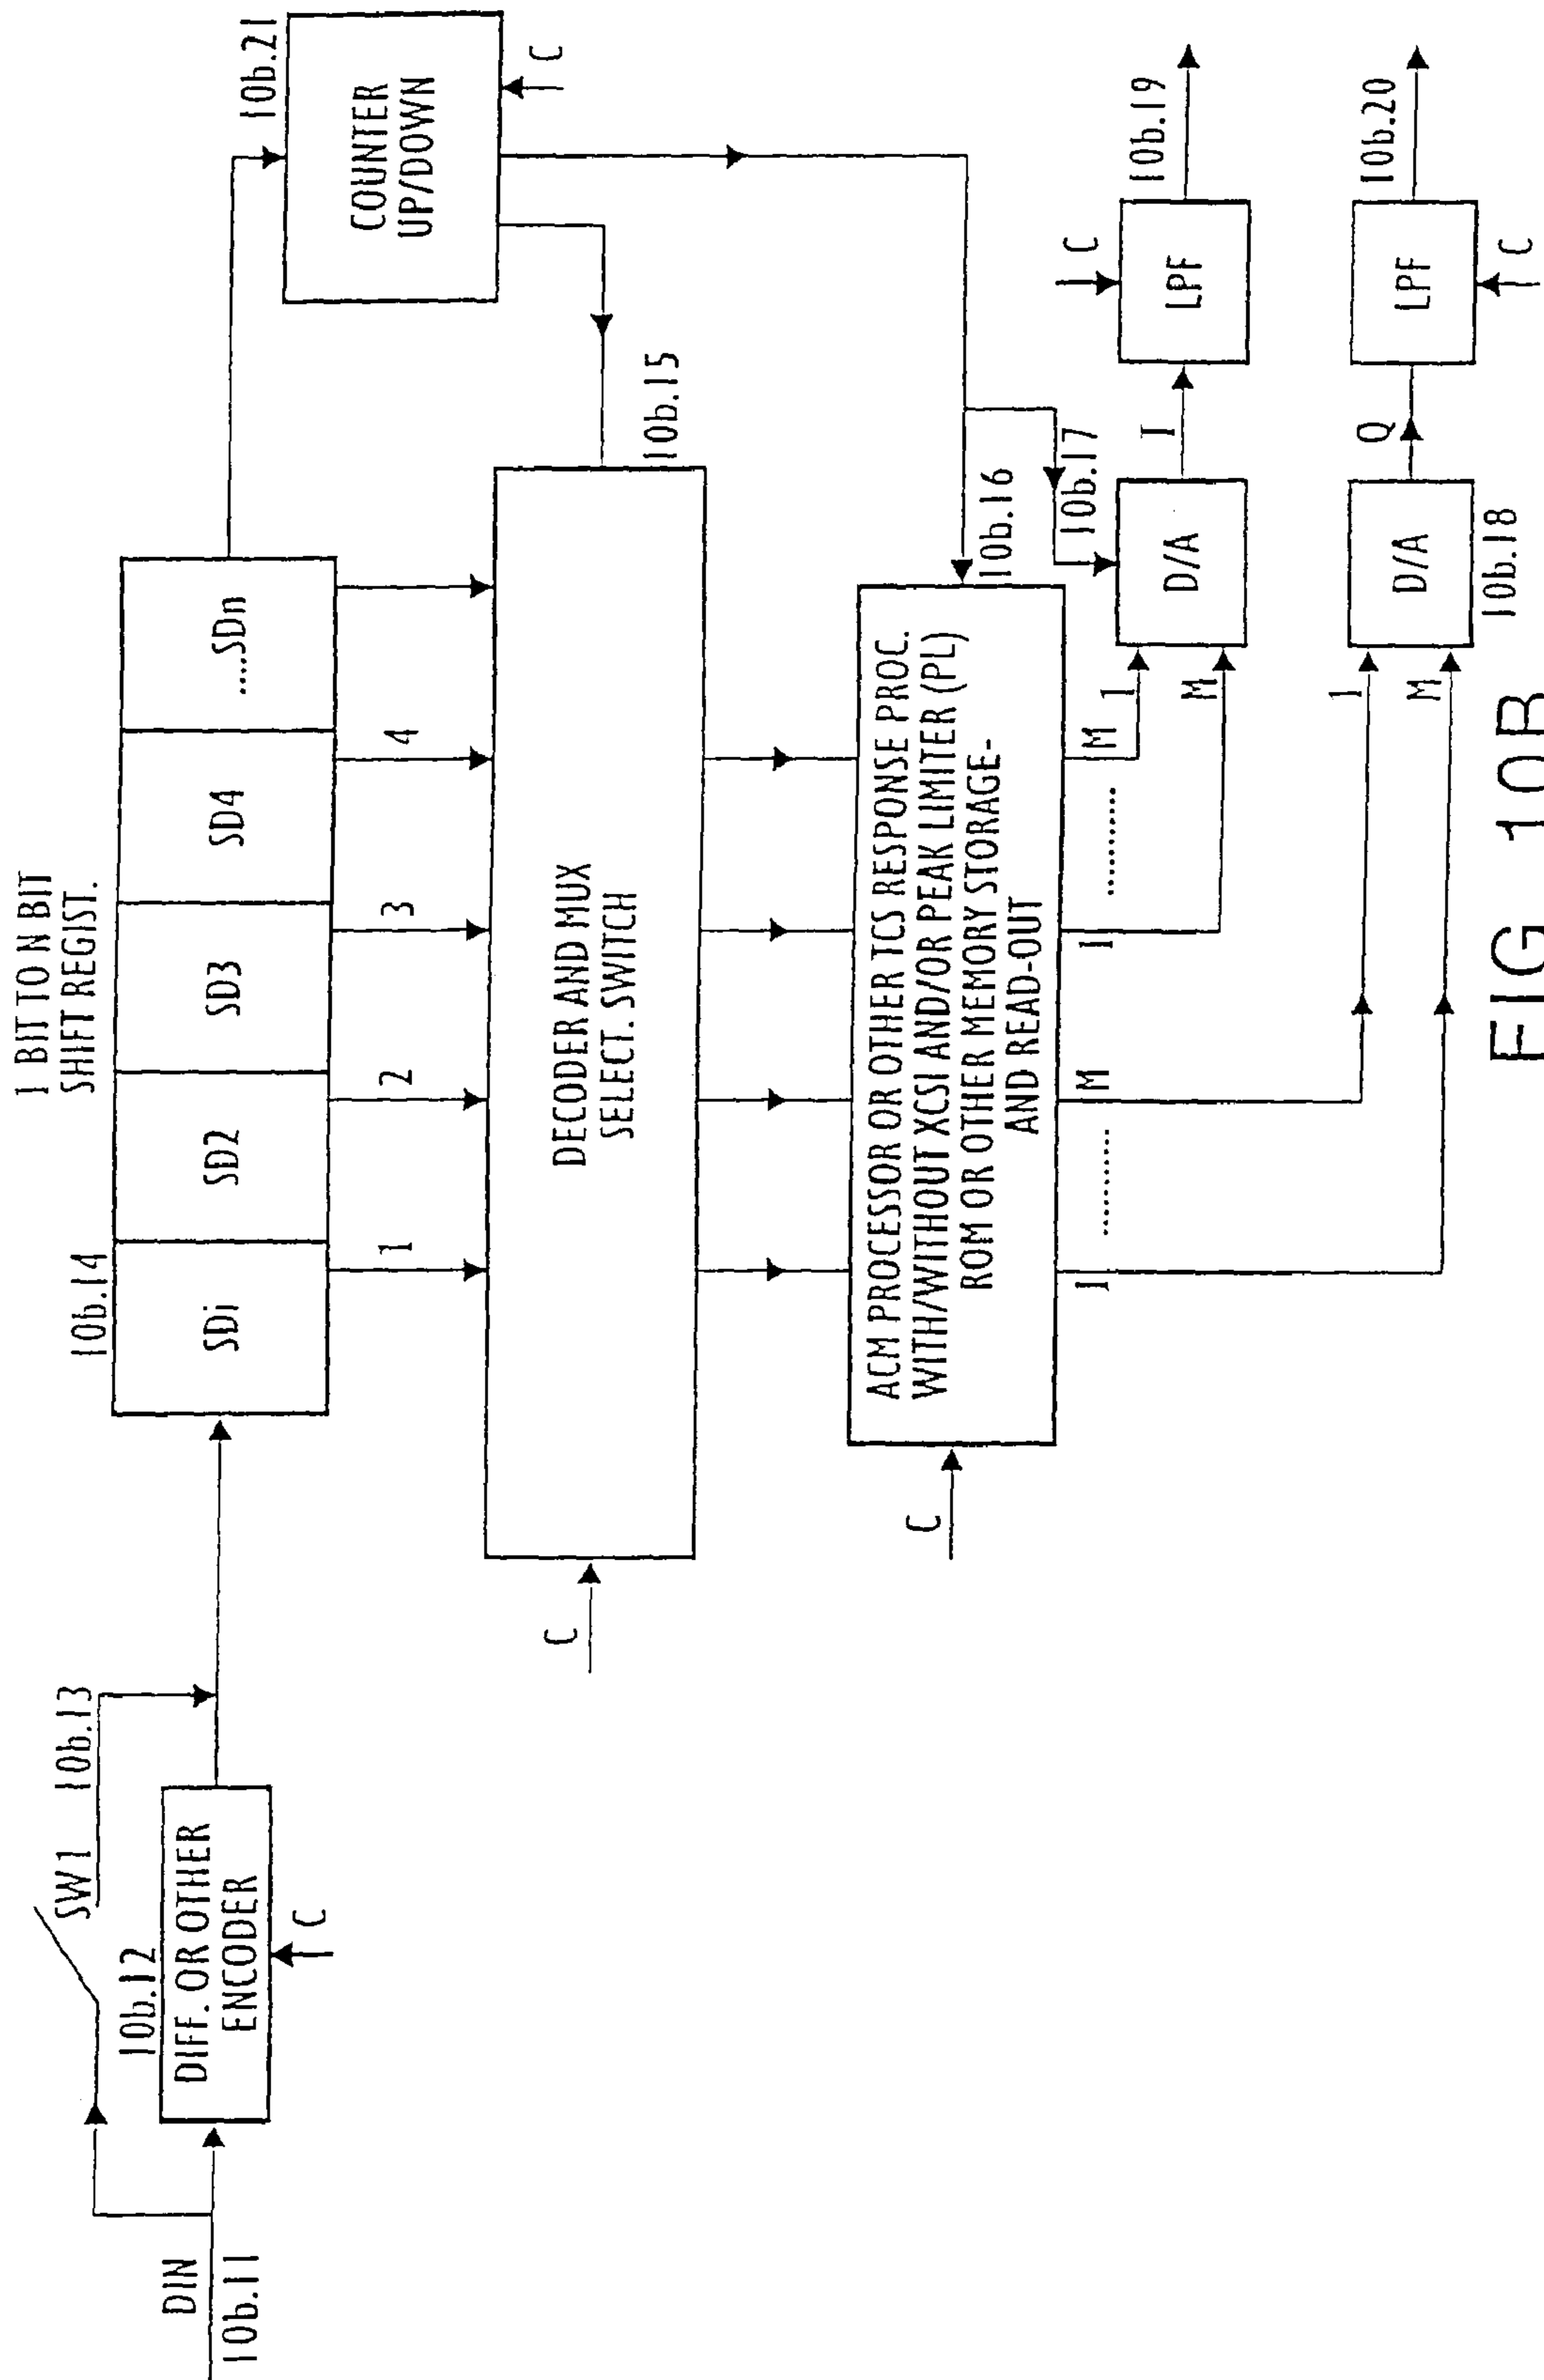 DIN
10b.11
SW1 10b.13
10b.12
DIFF. OR OTHER
ENCODER
C
1 BIT TO N BIT
SHIFT REGIST.
10b.14
SDi
SD2
SD3
SD4
.....SDn
1
2
3
4
10b.21
COUNTER
UP/DOWN
C
10b.15
DECODER AND MUX
SELECT. SWITCH
C
10b.16
ACM PROCESSOR OR OTHER TCS RESPONSE PROC.
WITH/WITHOUT XCSI AND/OR PEAK LIMITER (PL)
ROM OR OTHER MEMORY STORAGE-
AND READ-OUT
C
1 .......... M
1 .......... M
10b.17
1
M
D/A
I
C
LPF
10b.19
1
M
D/A
10b.18
Q
LPF
C
10b.20
FIG 10B